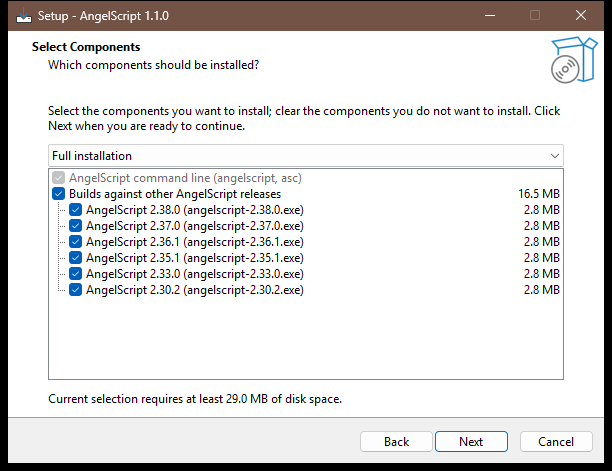 Setup - AngelScript 1.1.0
Select Components
Which components should be installed?
Select the components you want to install; clear the components you do not want to install. Click
Next when you are ready to continue.
Full installation
AngelScript command line (angelscript, asc)
Builds against other AngelScript releases 16.5 MB
AngelScript 2.38.0 (angelscript-2.38.0.exe) 2.8 MB
AngelScript 2.37.0 (angelscript-2.37.0.exe) 2.8 MB
AngelScript 2.36.1 (angelscript-2.36.1.exe) 2.8 MB
AngelScript 2.35.1 (angelscript-2.35.1.exe) 2.8 MB
AngelScript 2.33.0 (angelscript-2.33.0.exe) 2.8 MB
AngelScript 2.30.2 (angelscript-2.30.2.exe) 2.8 MB
Current selection requires at least 29.0 MB of disk space.
Back Next Cancel